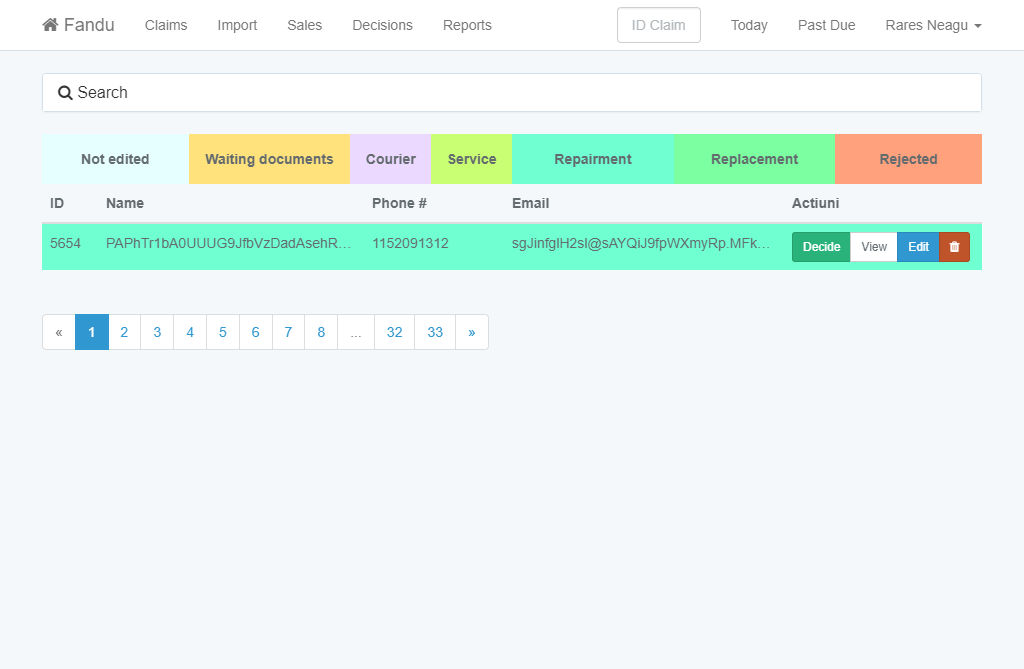 Fandu Claims Import Sales Decisions Reports ID Claim Today Past Due Rares Neagu
Search
Not edited Waiting documents Courier Service Repairment Replacement Rejected
ID Name Phone # Email Actiuni
5654 PAPhTr1bA0UUUG9JfbVzDadAsehR... 1152091312 sgJinfgIH2sI@sAYQiJ9fpWXmyRp.MFk... Decide View Edit
« 1 2 3 4 5 6 7 8 ... 32 33 »